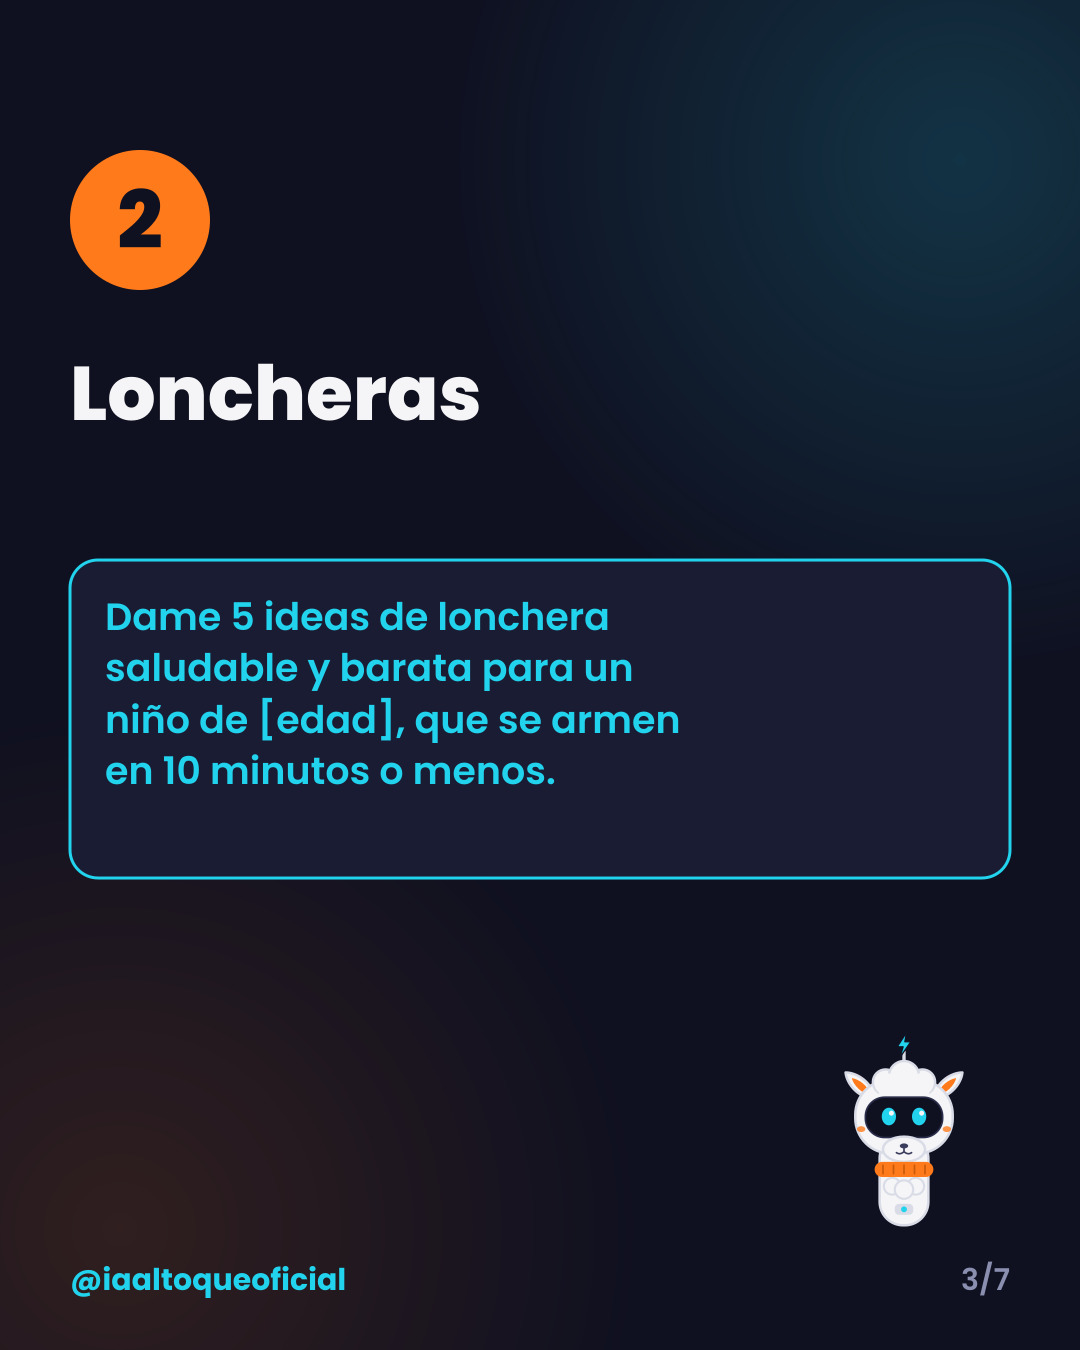 2
Loncheras
Dame 5 ideas de lonchera
saludable y barata para un
niño de [edad], que se armen
en 10 minutos o menos.
@iaaltoqueoficial
3/7